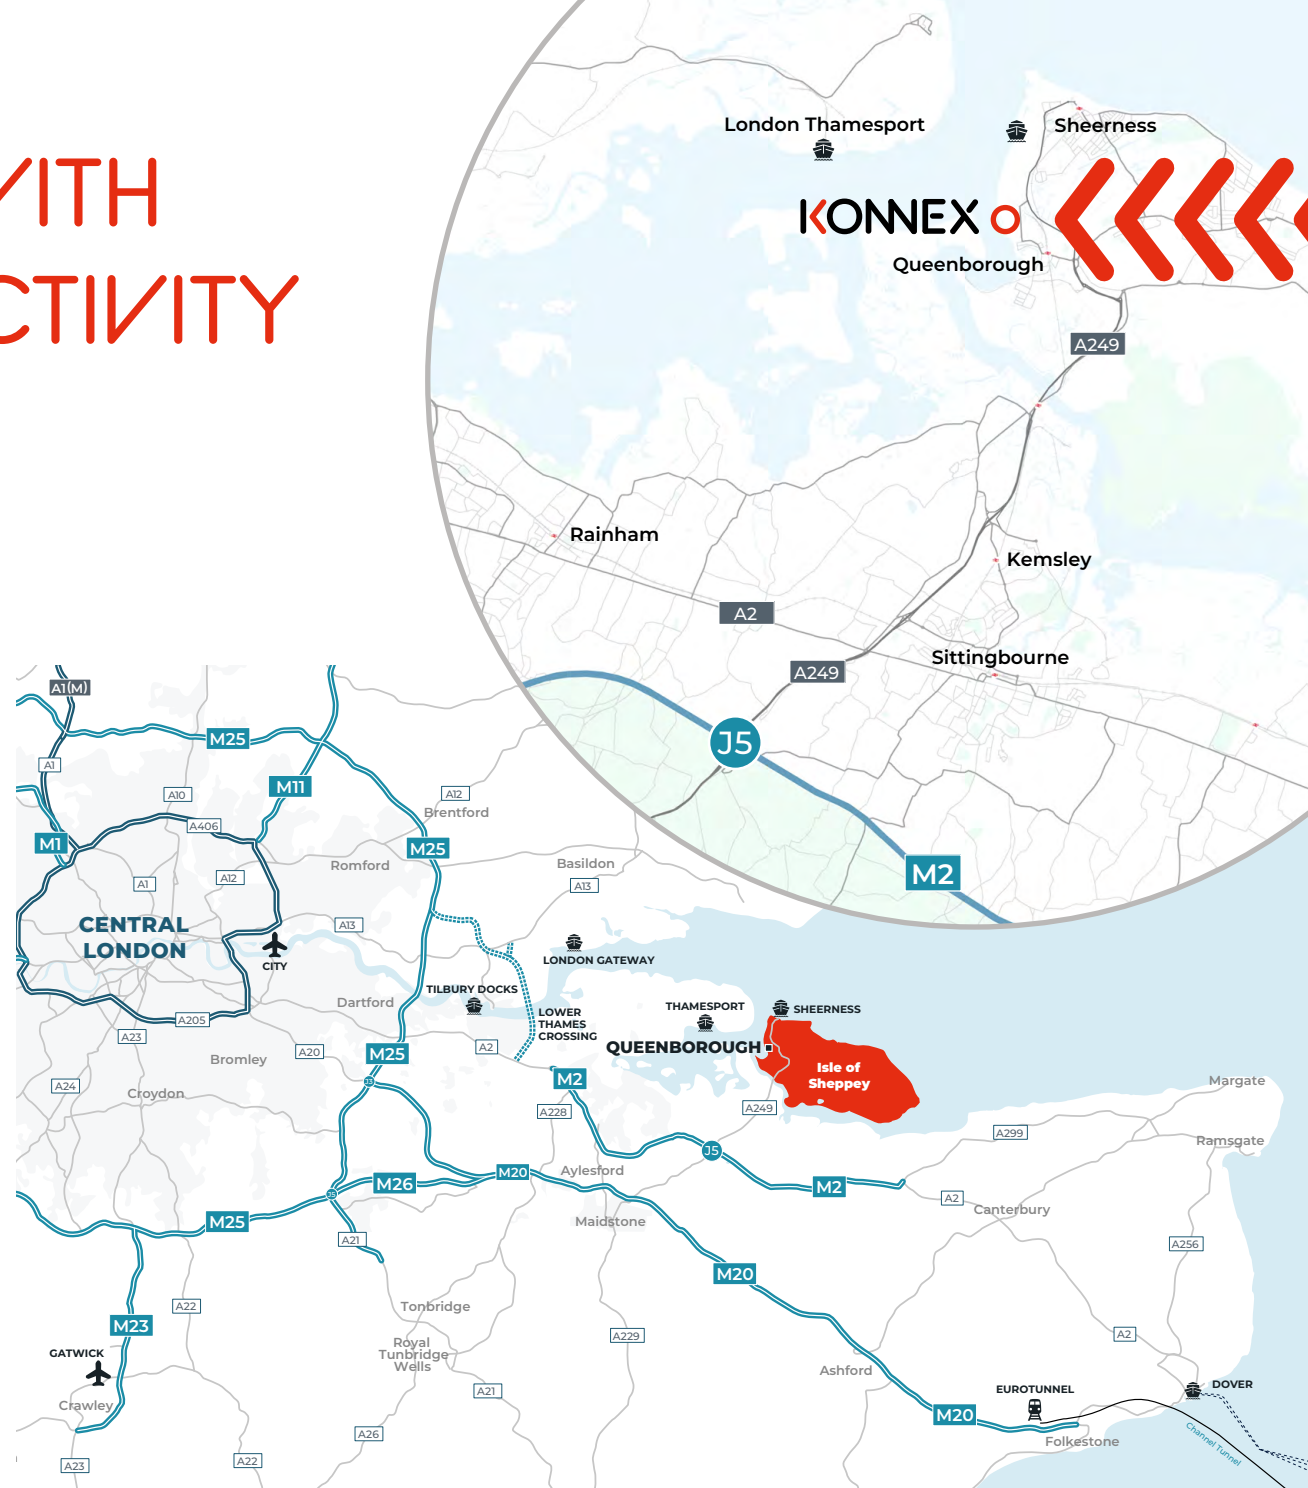 WITH
CTIVITY
London Thamesport
Sheerness
KONNEX
Queenborough
A249
Rainham
Kemsley
A2
Sittingbourne
A249
J5
M2
A1(M)
M25
A1
M11
A10
A12
Brentford
A406
M1
M25
Romford
Basildon
A1
A12
A13
CENTRAL
LONDON
A13
CITY
LONDON GATEWAY
TILBURY DOCKS
Dartford
THAMESPORT
SHEERNESS
LOWER
THAMES
CROSSING
A205
A23
A2
QUEENBOROUGH
Bromley
A20
M25
Isle of
Sheppey
J3
M2
A24
Croydon
A228
A249
Margate
A299
Ramsgate
J5
Aylesford
M20
M26
M2
J5
A2
Canterbury
M25
Maidstone
A21
A256
M20
A22
Tonbridge
M23
A229
A2
Royal
Tunbridge
Wells
GATWICK
Ashford
DOVER
EUROTUNNEL
A21
Crawley
M20
A26
Folkestone
Channel Tunnel
A23
A22